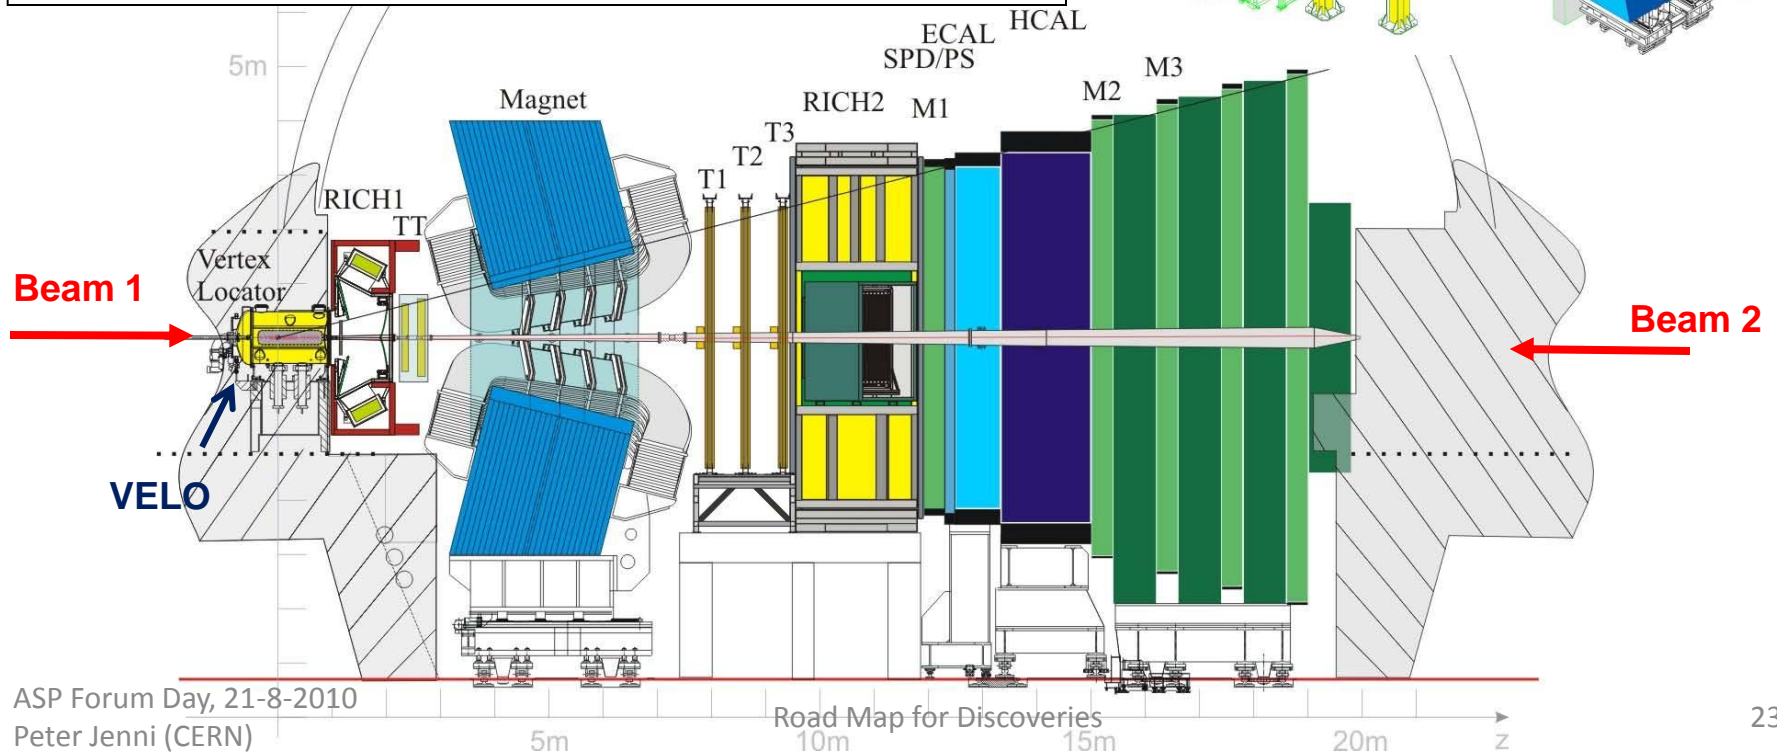 HCAL
ECAL
SPD/PS
5m
M3
M2
Magnet
RICH2
M1
T3
T2
T1
RICH1
TT
Vertex
Locator
Beam 1
Beam 2
VELO
ASP Forum Day, 21-8-2010
Peter Jenni (CERN)
Road Map for Discoveries
23
5m
10m
15m
20m
z